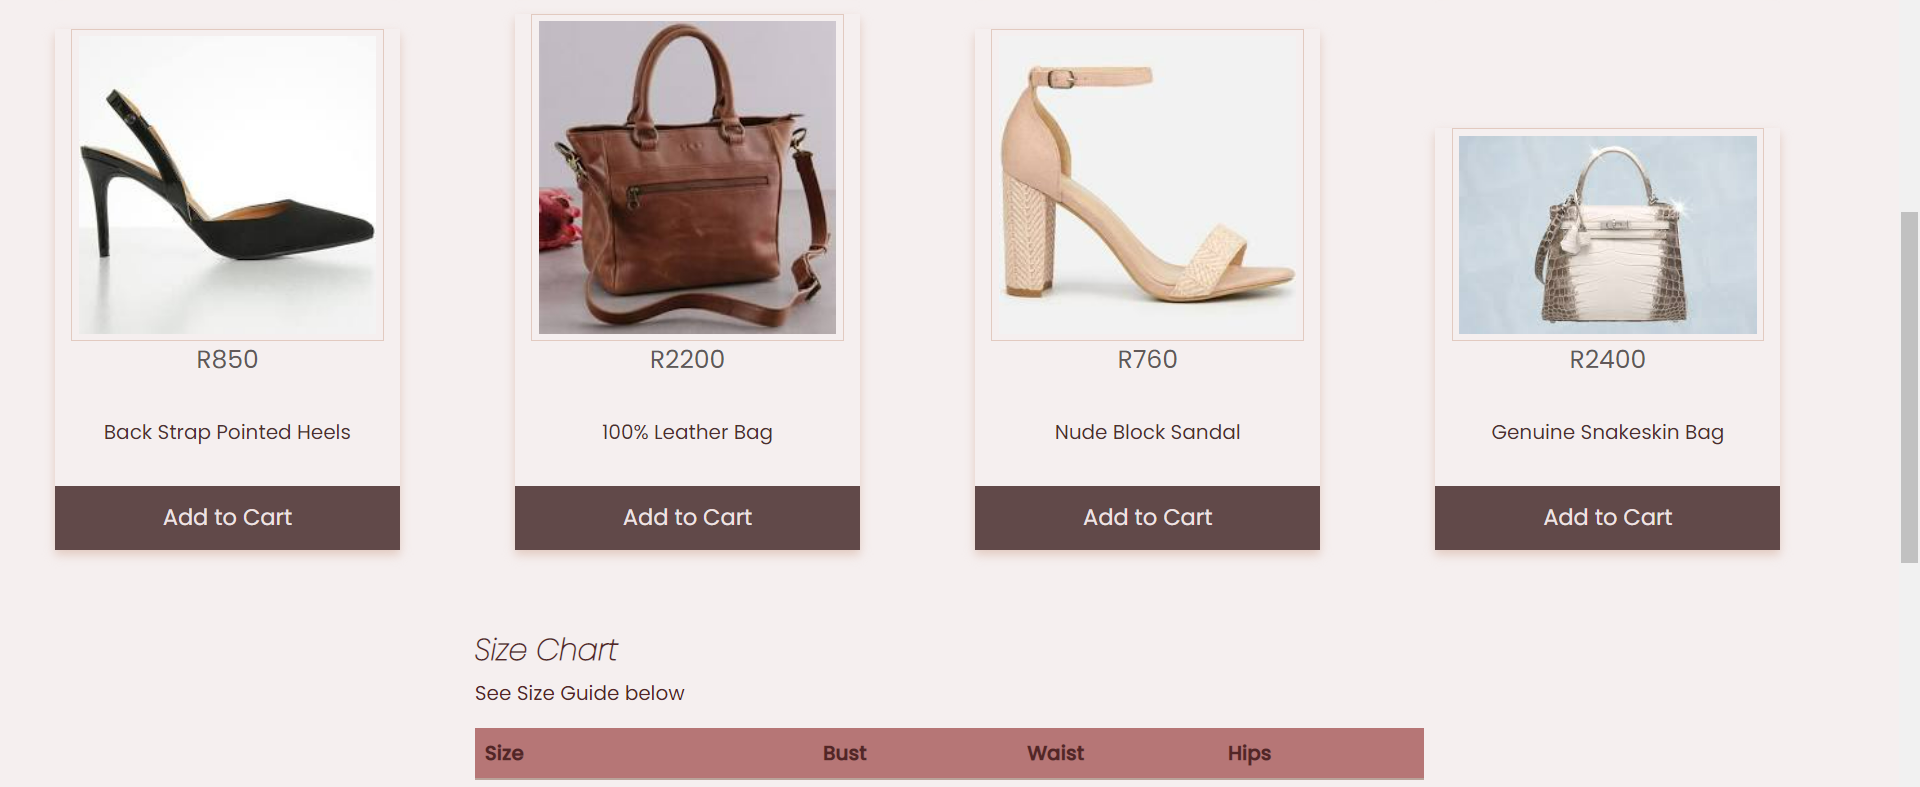 R850
Back Strap Pointed Heels
Add to Cart
R2200
100% Leather Bag
Add to Cart
R760
Nude Block Sandal
Add to Cart
R2400
Genuine Snakeskin Bag
Add to Cart
Size Chart
See Size Guide below
Size Bust Waist Hips